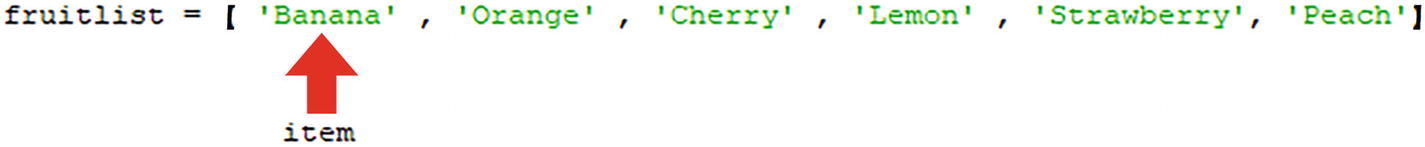 fruitlist = [ 'Banana' , 'Orange' , 'Cherry' , 'Lemon' , 'Strawberry', 'Peach']
item